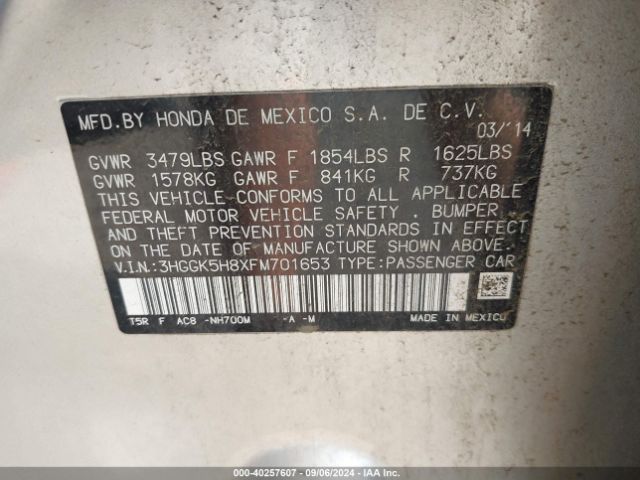 MFD.BY HONDA DE MEXICO S.A. DE C.V.
03/'14
GVWR 3479LBS GAWR F 1854LBS R 1625LBS
GVWR 1578KG GAWR F 841KG R 737KG
THIS VEHICLE CONFORMS TO ALL APPLICABLE
FEDERAL MOTOR VEHICLE SAFETY . BUMPER
AND THEFT PREVENTION STANDARDS IN EFFECT
ON THE DATE OF MANUFACTURE SHOWN ABOVE.
V.I.N:3HGGK5H8XFM701653 TYPE:PASSENGER CAR
T5R F AC8 -NH700M -A -M MADE IN MEXICO
000-40257607 - 09/06/2024 - IAA Inc.